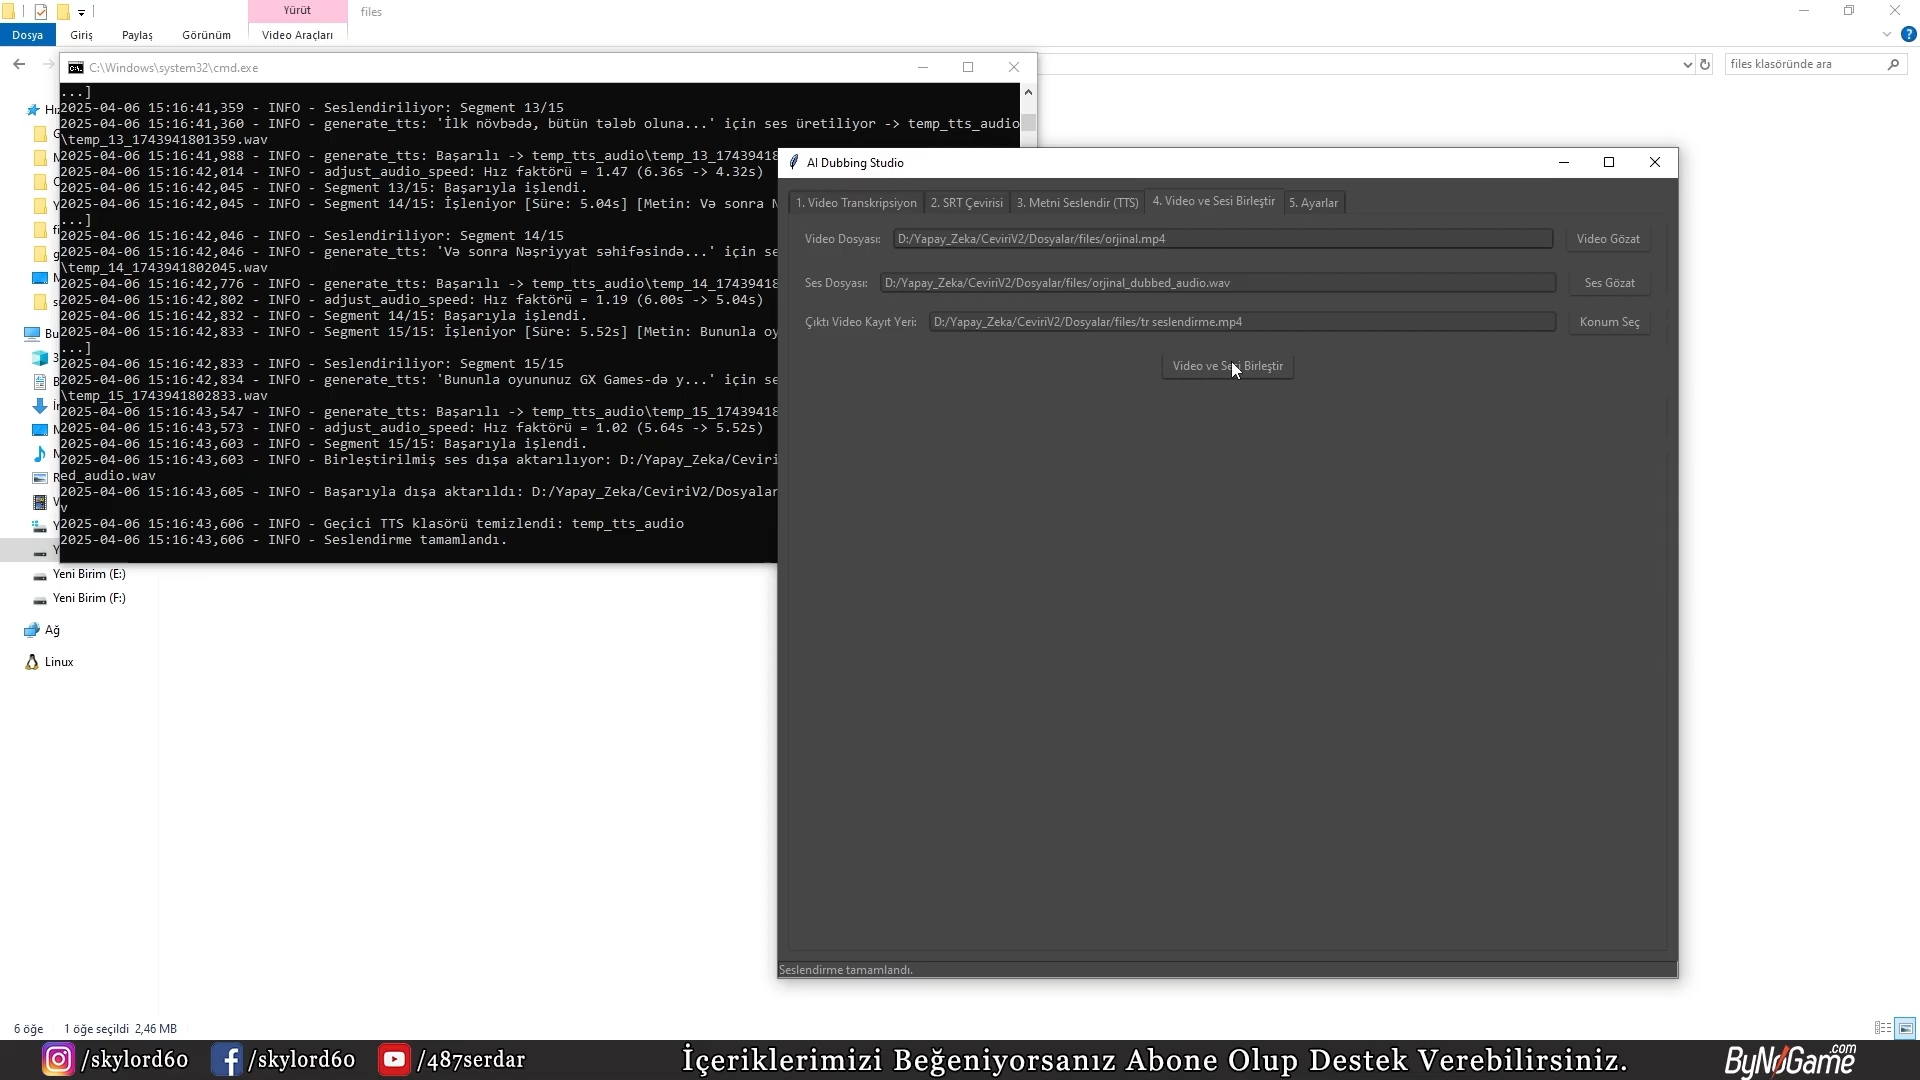 Yürüt
files
Dosya
Giriş
Paylaş
Görünüm
Video Araçları
files klasöründe ara
C:\Windows\system32\cmd.exe
...]
2025-04-06 15:16:41,359 - INFO - Seslendiriliyor: Segment 13/15
2025-04-06 15:16:41,360 - INFO - generate_tts: 'İlk növbədə, bütün tələb oluna...' için ses üretiliyor -> temp_tts_audio
\temp_13_1743941801359.wav
2025-04-06 15:16:41,988 - INFO - generate_tts: Başarılı -> temp_tts_audio\temp_13_17439418
2025-04-06 15:16:42,014 - INFO - adjust_audio_speed: Hız faktörü = 1.47 (6.36s -> 4.32s)
2025-04-06 15:16:42,045 - INFO - Segment 13/15: Başarıyla işlendi.
2025-04-06 15:16:42,045 - INFO - Segment 14/15: İşleniyor [Süre: 5.04s] [Metin: Və sonra N
...]
2025-04-06 15:16:42,046 - INFO - Seslendiriliyor: Segment 14/15
2025-04-06 15:16:42,046 - INFO - generate_tts: 'Və sonra Nəşriyyat səhifəsində...' için se
\temp_14_1743941802045.wav
2025-04-06 15:16:42,776 - INFO - generate_tts: Başarılı -> temp_tts_audio\temp_14_17439418
2025-04-06 15:16:42,802 - INFO - adjust_audio_speed: Hız faktörü = 1.19 (6.00s -> 5.04s)
2025-04-06 15:16:42,832 - INFO - Segment 14/15: Başarıyla işlendi.
2025-04-06 15:16:42,833 - INFO - Segment 15/15: İşleniyor [Süre: 5.52s] [Metin: Bununla oy
...]
2025-04-06 15:16:42,833 - INFO - Seslendiriliyor: Segment 15/15
2025-04-06 15:16:42,834 - INFO - generate_tts: 'Bununla oyununuz GX Games-də y...' için se
\temp_15_1743941802833.wav
2025-04-06 15:16:43,547 - INFO - generate_tts: Başarılı -> temp_tts_audio\temp_15_17439418
2025-04-06 15:16:43,573 - INFO - adjust_audio_speed: Hız faktörü = 1.02 (5.64s -> 5.52s)
2025-04-06 15:16:43,603 - INFO - Segment 15/15: Başarıyla işlendi.
2025-04-06 15:16:43,603 - INFO - Birleştirilmiş ses dışa aktarılıyor: D:/Yapay_Zeka/Ceviri
ed_audio.wav
2025-04-06 15:16:43,605 - INFO - Başarıyla dışa aktarıldı: D:/Yapay_Zeka/CeviriV2/Dosyalar
v
2025-04-06 15:16:43,606 - INFO - Geçici TTS klasörü temizlendi: temp_tts_audio
2025-04-06 15:16:43,606 - INFO - Seslendirme tamamlandı.
Yeni Birim (E:)
Yeni Birim (F:)
Ağ
Linux
AI Dubbing Studio
1. Video Transkripsiyon
2. SRT Çevirisi
3. Metni Seslendir (TTS)
4. Video ve Sesi Birleştir
5. Ayarlar
Video Dosyası: D:/Yapay_Zeka/CeviriV2/Dosyalar/files/orjinal.mp4 Video Gözat
Ses Dosyası: D:/Yapay_Zeka/CeviriV2/Dosyalar/files/orjinal_dubbed_audio.wav Ses Gözat
Çıktı Video Kayıt Yeri: D:/Yapay_Zeka/CeviriV2/Dosyalar/files/tr seslendirme.mp4 Konum Seç
Video ve Sesi Birleştir
Seslendirme tamamlandı.
6 öğe 1 öğe seçildi 2,46 MB
/skylord60 /skylord60 /487serdar
İçeriklerimizi Beğeniyorsanız Abone Olup Destek Verebilirsiniz.
ByNoGame.com